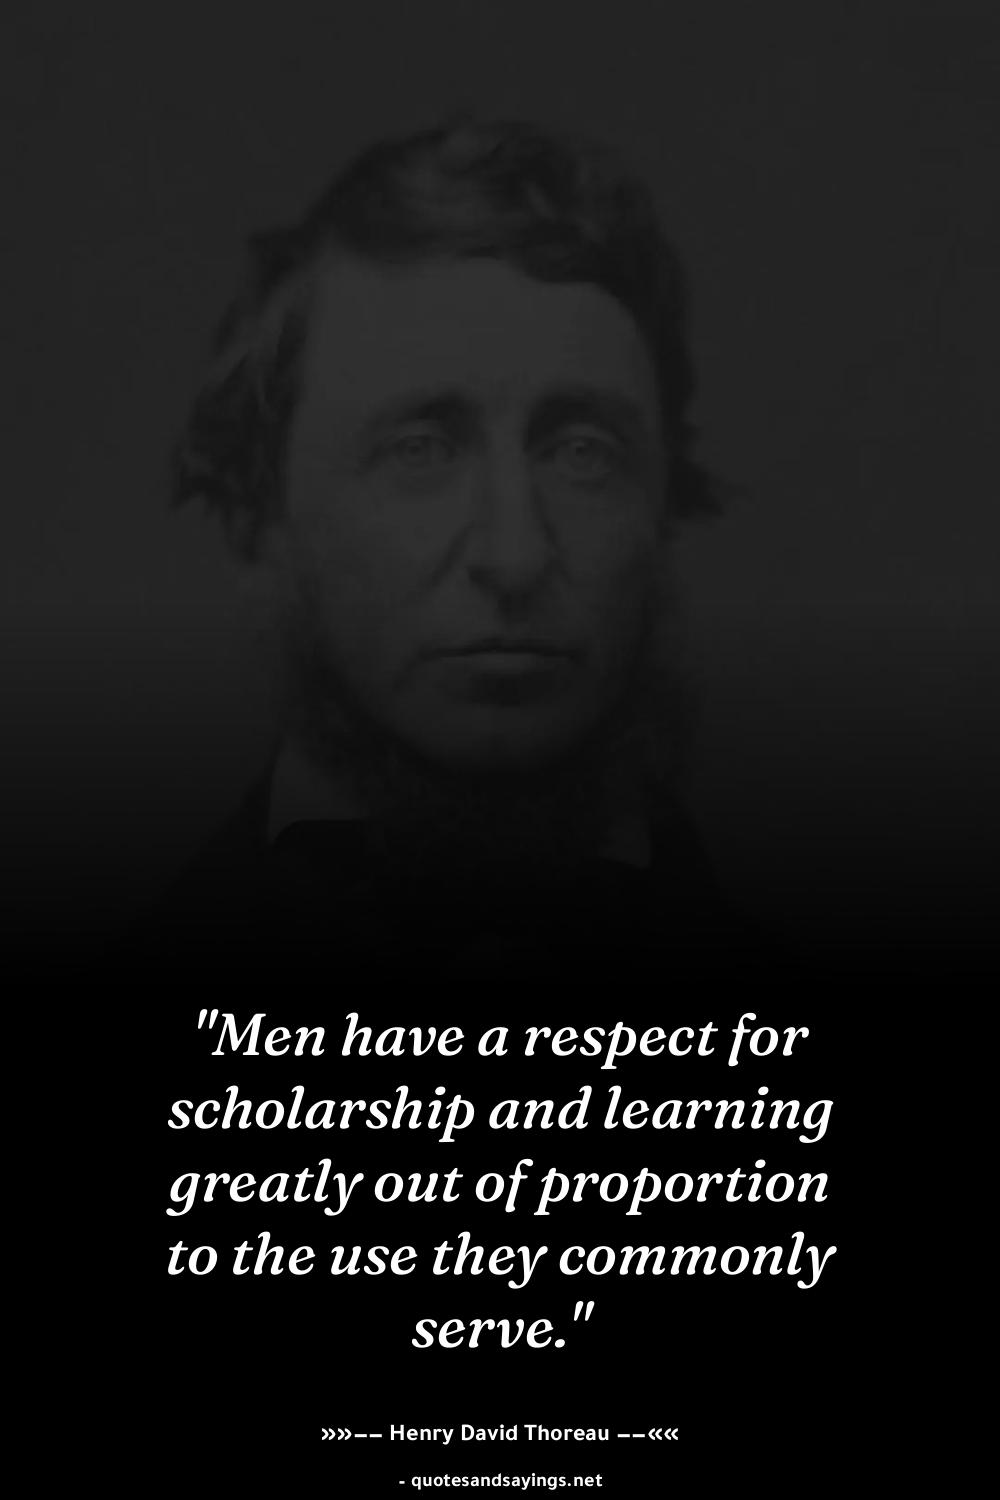 "Men have a respect for
scholarship and learning
greatly out of proportion
to the use they commonly
serve."
»»–– Henry David Thoreau ––««
- quotesandsayings.net